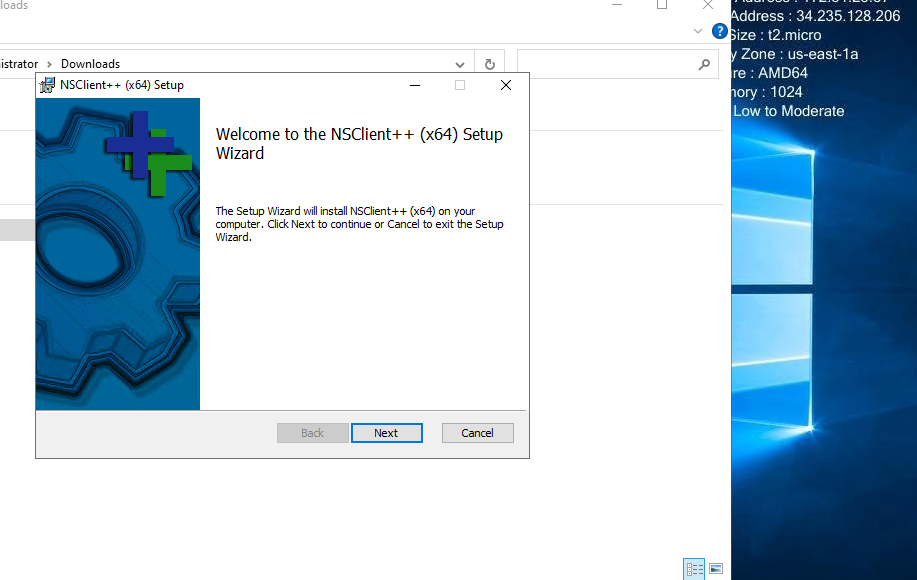 loads
Address : 34.235.128.206
Size : t2.micro
y Zone : us-east-1a
ure : AMD64
mory : 1024
Low to Moderate
istrator > Downloads
NSClient++ (x64) Setup
Welcome to the NSClient++ (x64) Setup
Wizard
The Setup Wizard will install NSClient++ (x64) on your
computer. Click Next to continue or Cancel to exit the Setup
Wizard.
Back
Next
Cancel